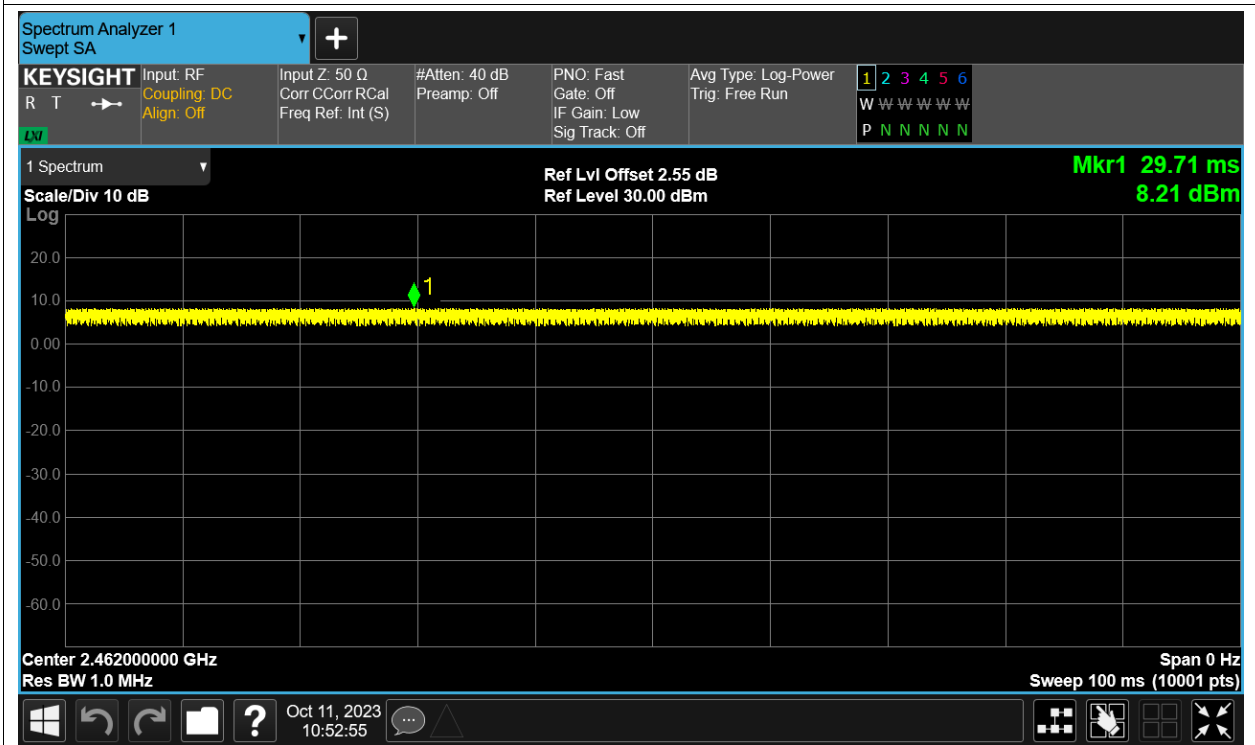 Spectrum Analyzer 1
Swept SA
+
KEYSIGHT
R T
LXI
Input: RF
Coupling: DC
Align: Off
Input Z: 50 Ω
Corr CCorr RCal
Freq Ref: Int (S)
#Atten: 40 dB
Preamp: Off
PNO: Fast
Gate: Off
IF Gain: Low
Sig Track: Off
Avg Type: Log-Power
Trig: Free Run
1 2 3 4 5 6
W W W W W W
P N N N N N
1 Spectrum
Scale/Div 10 dB
Log
Ref Lvl Offset 2.55 dB
Ref Level 30.00 dBm
Mkr1 29.71 ms
8.21 dBm
20.0
1
10.0
0.00
-10.0
-20.0
-30.0
-40.0
-50.0
-60.0
Center 2.462000000 GHz
Res BW 1.0 MHz
Span 0 Hz
Sweep 100 ms (10001 pts)
?
Oct 11, 2023
10:52:55